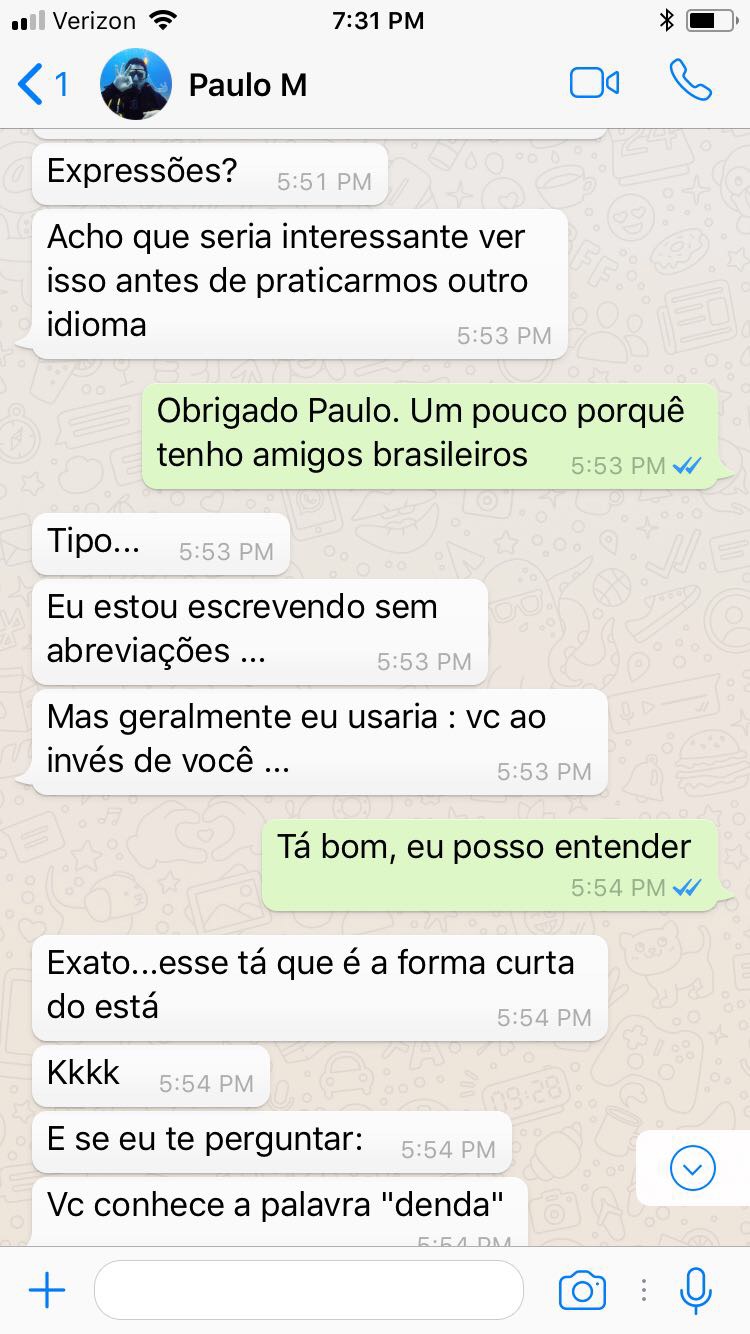 Verizon 7:31 PM
1 Paulo M
Expressões? 5:51 PM
Acho que seria interessante ver
isso antes de praticarmos outro
idioma 5:53 PM
Obrigado Paulo. Um pouco porquê
tenho amigos brasileiros 5:53 PM
Tipo... 5:53 PM
Eu estou escrevendo sem
abreviações ... 5:53 PM
Mas geralmente eu usaria : vc ao
invés de você ... 5:53 PM
Tá bom, eu posso entender
5:54 PM
Exato...esse tá que é a forma curta
do está 5:54 PM
Kkkk 5:54 PM
E se eu te perguntar: 5:54 PM
Vc conhece a palavra "denda"
5:54 PM